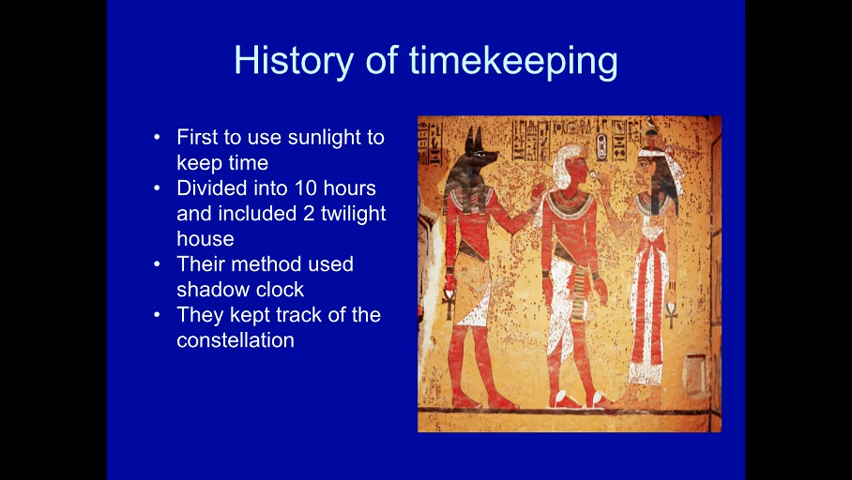 History of timekeeping
• First to use sunlight to
keep time
• Divided into 10 hours
and included 2 twilight
house
• Their method used
shadow clock
• They kept track of the
constellation